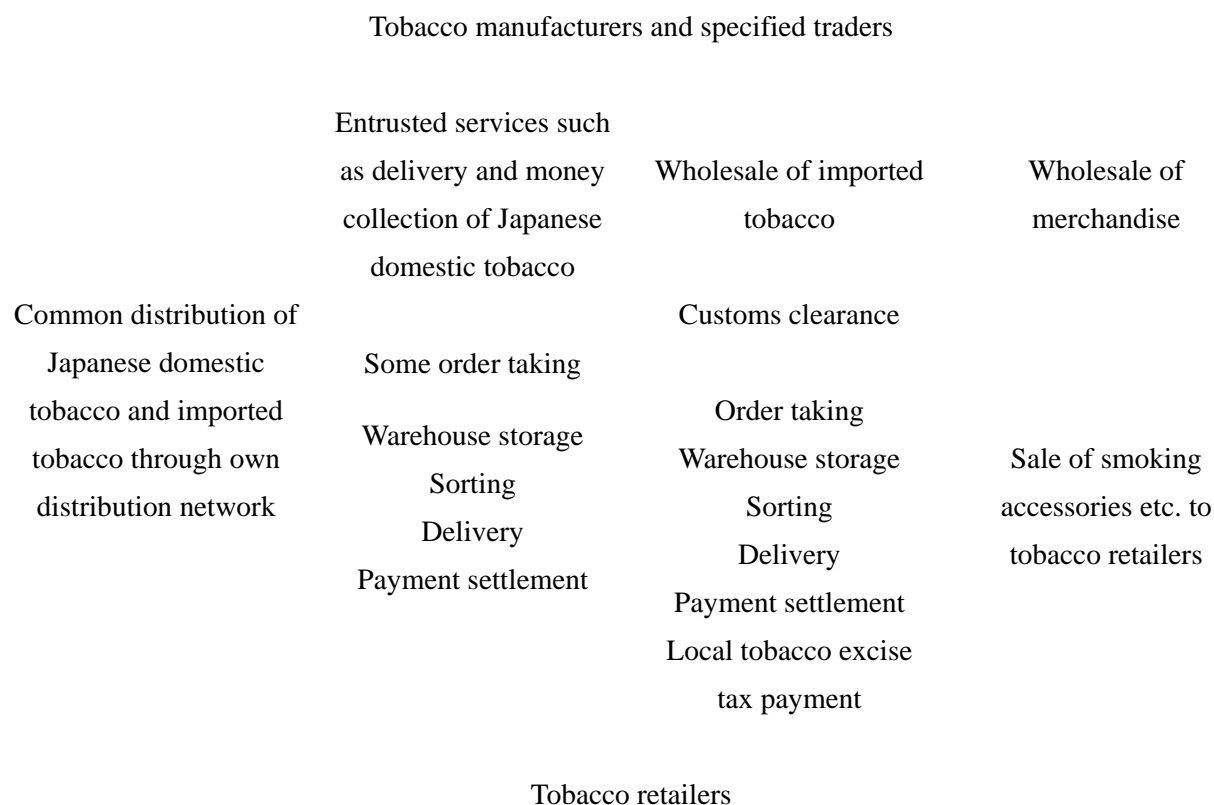 Tobacco manufacturers and specified traders
Entrusted services such
as delivery and money
collection of Japanese
domestic tobacco
Wholesale of imported
tobacco
Wholesale of
merchandise
Common distribution of
Japanese domestic
tobacco and imported
tobacco through own
distribution network
Some order taking
Warehouse storage
Sorting
Delivery
Payment settlement
Customs clearance
Order taking
Warehouse storage
Sorting
Delivery
Payment settlement
Local tobacco excise
tax payment
Sale of smoking
accessories etc. to
tobacco retailers
Tobacco retailers